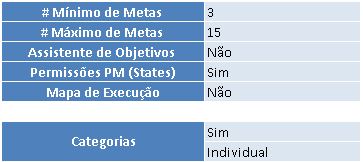 # Mínimo de Metas 3
# Máximo de Metas 15
Assistente de Objetivos Não
Permissões PM (States) Sim
Mapa de Execução Não
Categorias Sim
Individual